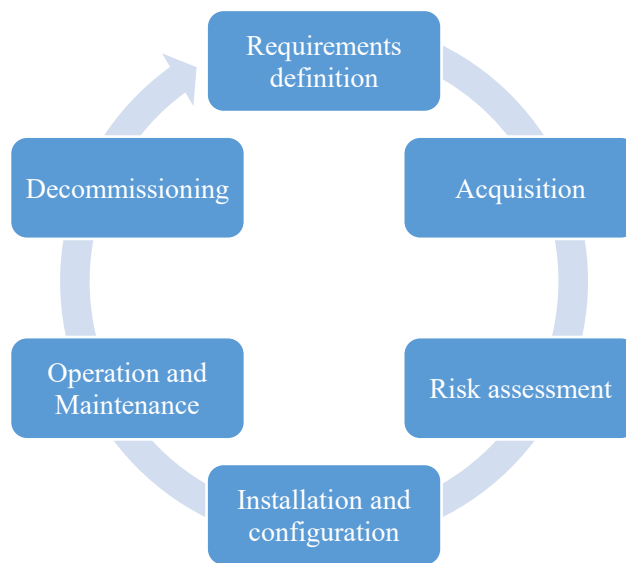 Requirements
definition
Acquisition
Risk assessment
Installation and
configuration
Operation and
Maintenance
Decommissioning